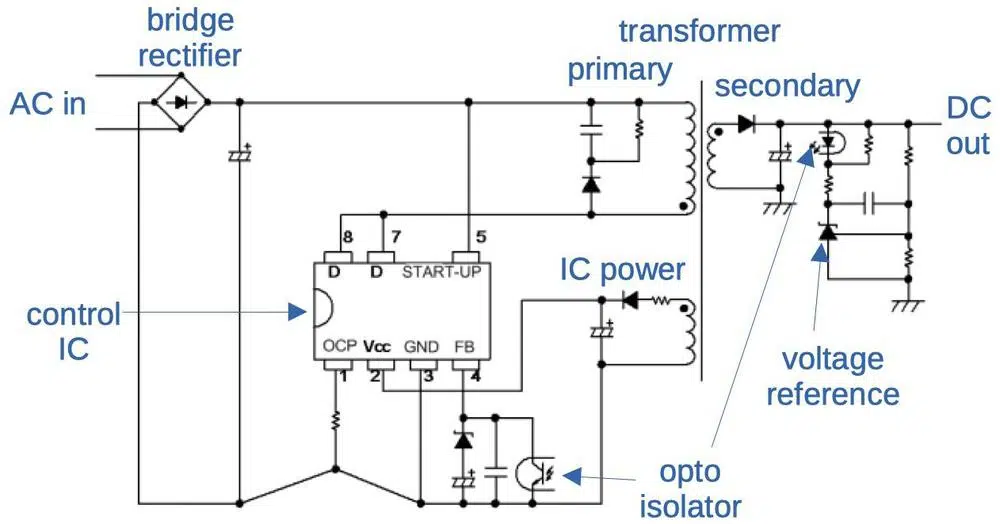 bridge
rectifier
transformer
primary
secondary
AC in
DC
out
8
7
5
D
D
START-UP
IC power
control
IC
OCP
Vcc
GND
FB
1
2
3
4
voltage
reference
opto
isolator
+
+
+
+